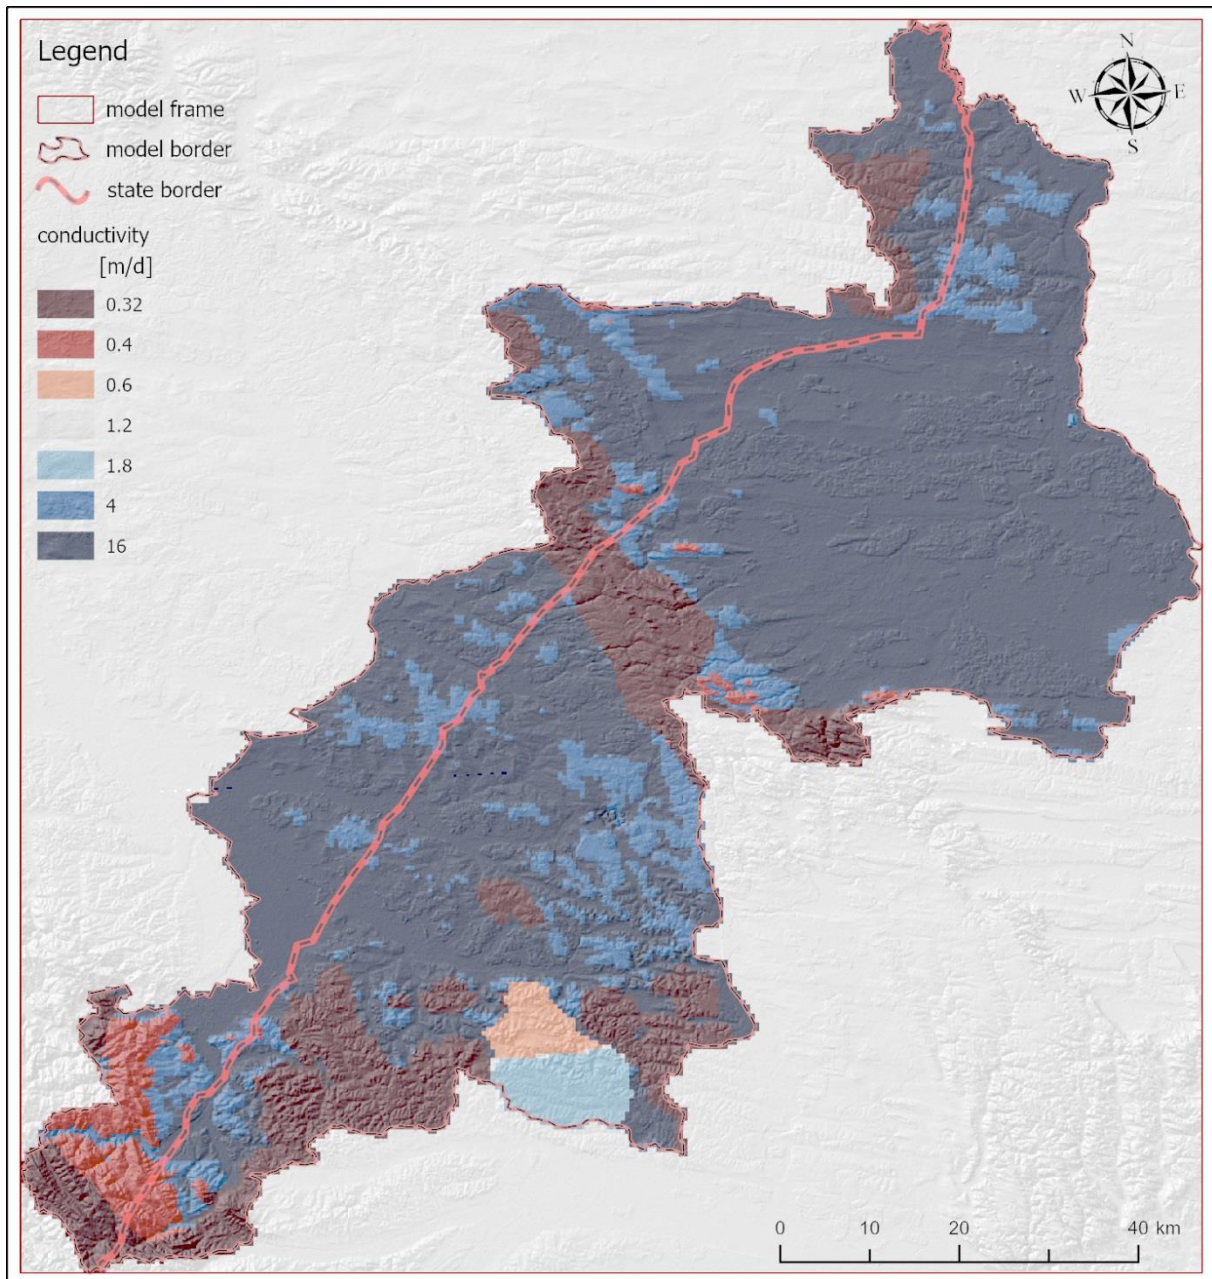 Legend
model frame
model border
state border
conductivity
[m/d]
0.32
0.4
0.6
1.2
1.8
4
16
N
W E
S
0 10 20 40 km